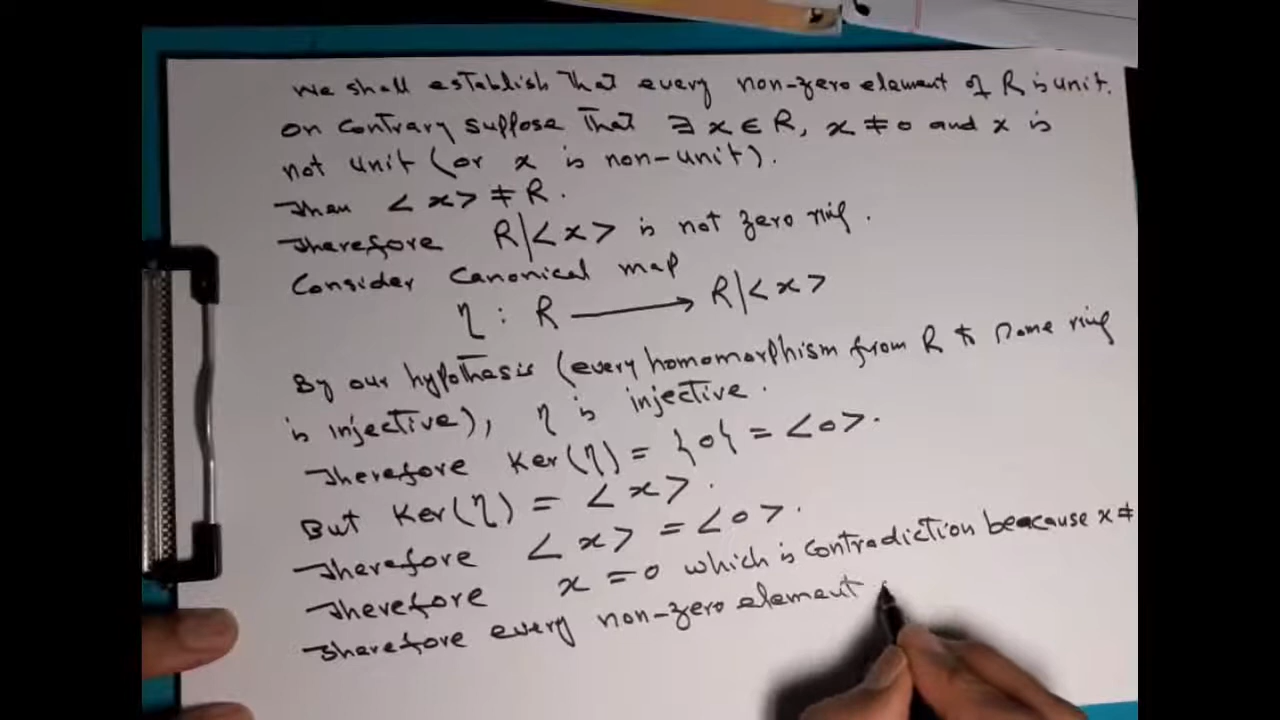 We shall establish that every non-zero element of R is unit.
On contrary suppose that ∃ x ∈ R, x ≠ 0 and x is
not unit (or x is non-unit).
Then < x > ≠ R.
Therefore R|< x > is not zero ring.
Consider canonical map
η : R ⟶ R|< x >
By our hypothesis (every homomorphism from R to some ring
is injective), η is injective.
Therefore Ker(η) = {0} = < 0 >.
But Ker(η) = < x >.
Therefore < x > = < 0 >.
Therefore x = 0 which is contradiction beacause x ≠
Therefore every non-zero element